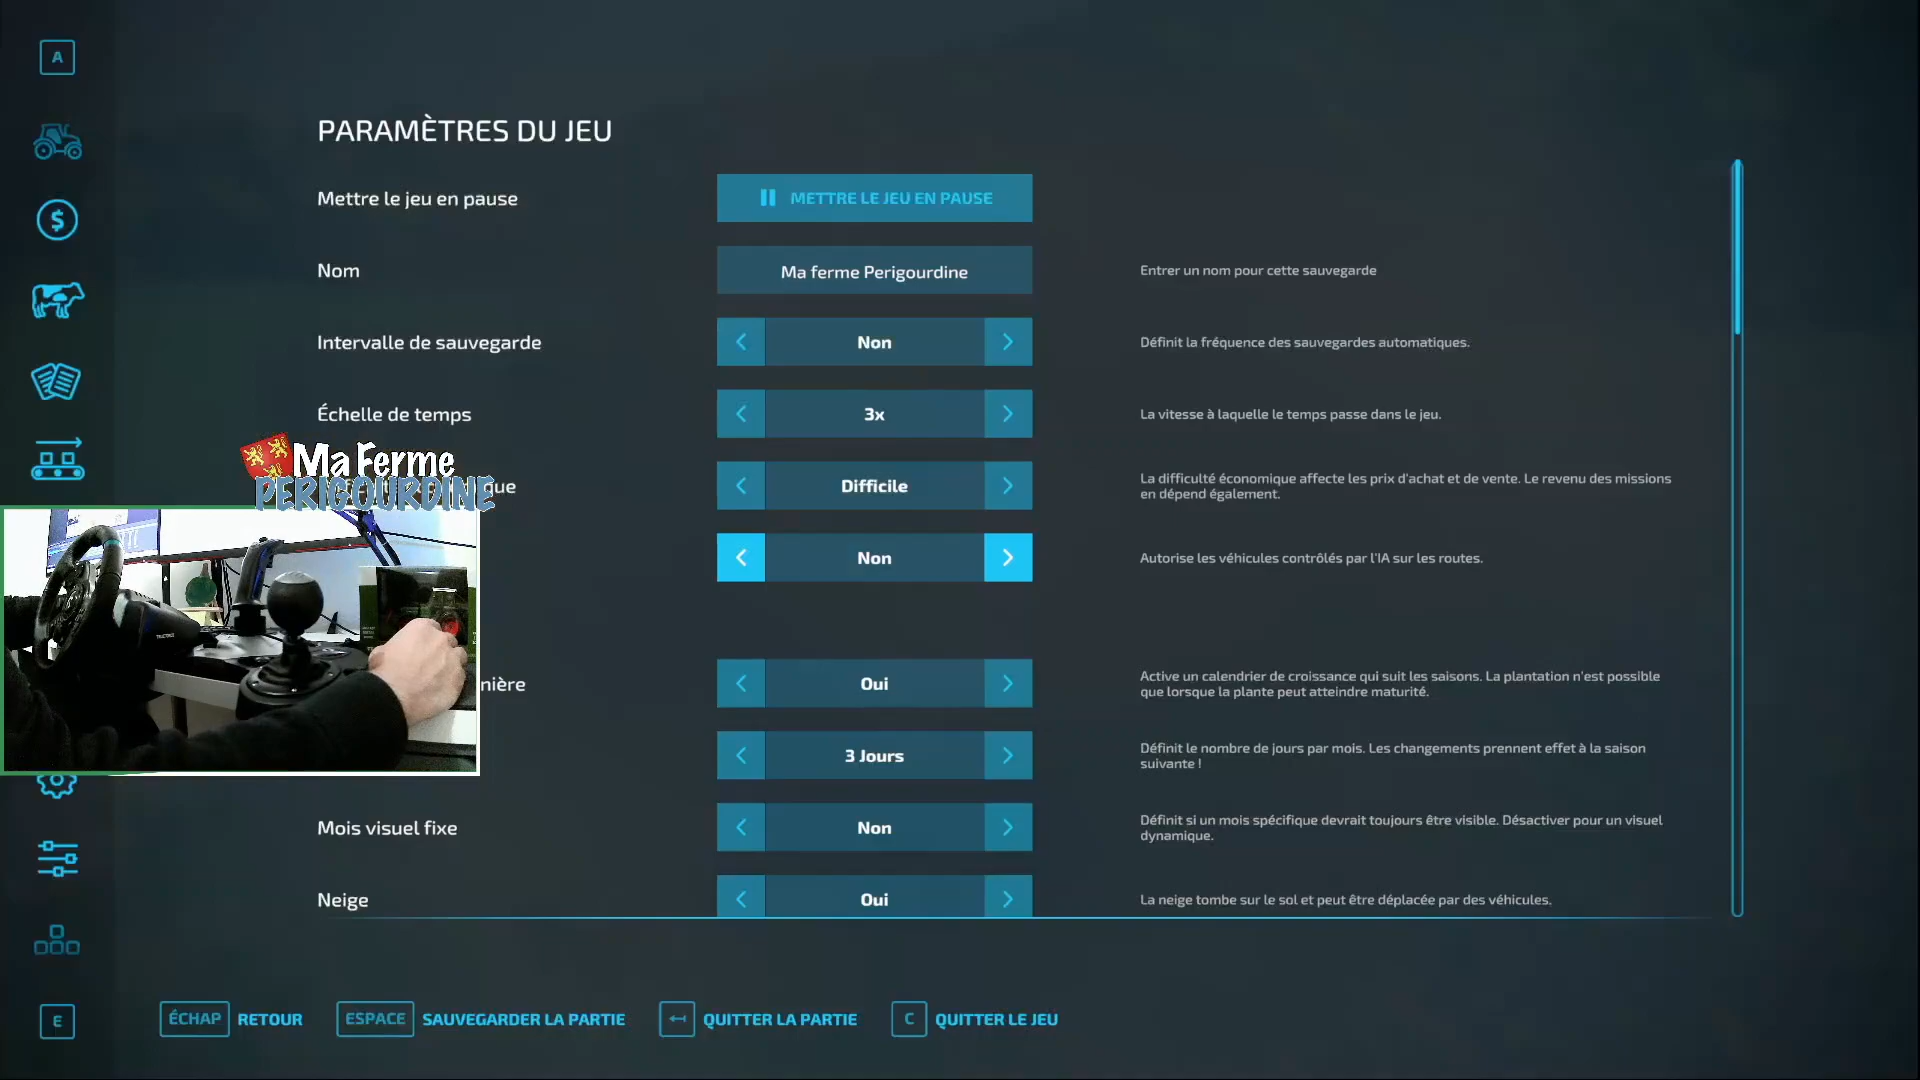 A
PARAMÈTRES DU JEU
Mettre le jeu en pause
METTRE LE JEU EN PAUSE
Nom
Ma ferme Perigourdine
Entrer un nom pour cette sauvegarde
Intervalle de sauvegarde
Non
Définit la fréquence des sauvegardes automatiques.
Échelle de temps
3x
La vitesse à laquelle le temps passe dans le jeu.
Ma Ferme
PERIGOURDINE
Difficile
La difficulté économique affecte les prix d'achat et de vente. Le revenu des missions
en dépend également.
Non
Autorise les véhicules contrôlés par l'IA sur les routes.
nière
Oui
Active un calendrier de croissance qui suit les saisons. La plantation n'est possible
que lorsque la plante peut atteindre maturité.
3 Jours
Définit le nombre de jours par mois. Les changements prennent effet à la saison
suivante !
Mois visuel fixe
Non
Définit si un mois spécifique devrait toujours être visible. Désactiver pour un visuel
dynamique.
Neige
Oui
La neige tombe sur le sol et peut être déplacée par des véhicules.
E
ÉCHAP RETOUR ESPACE SAUVEGARDER LA PARTIE QUITTER LA PARTIE C QUITTER LE JEU